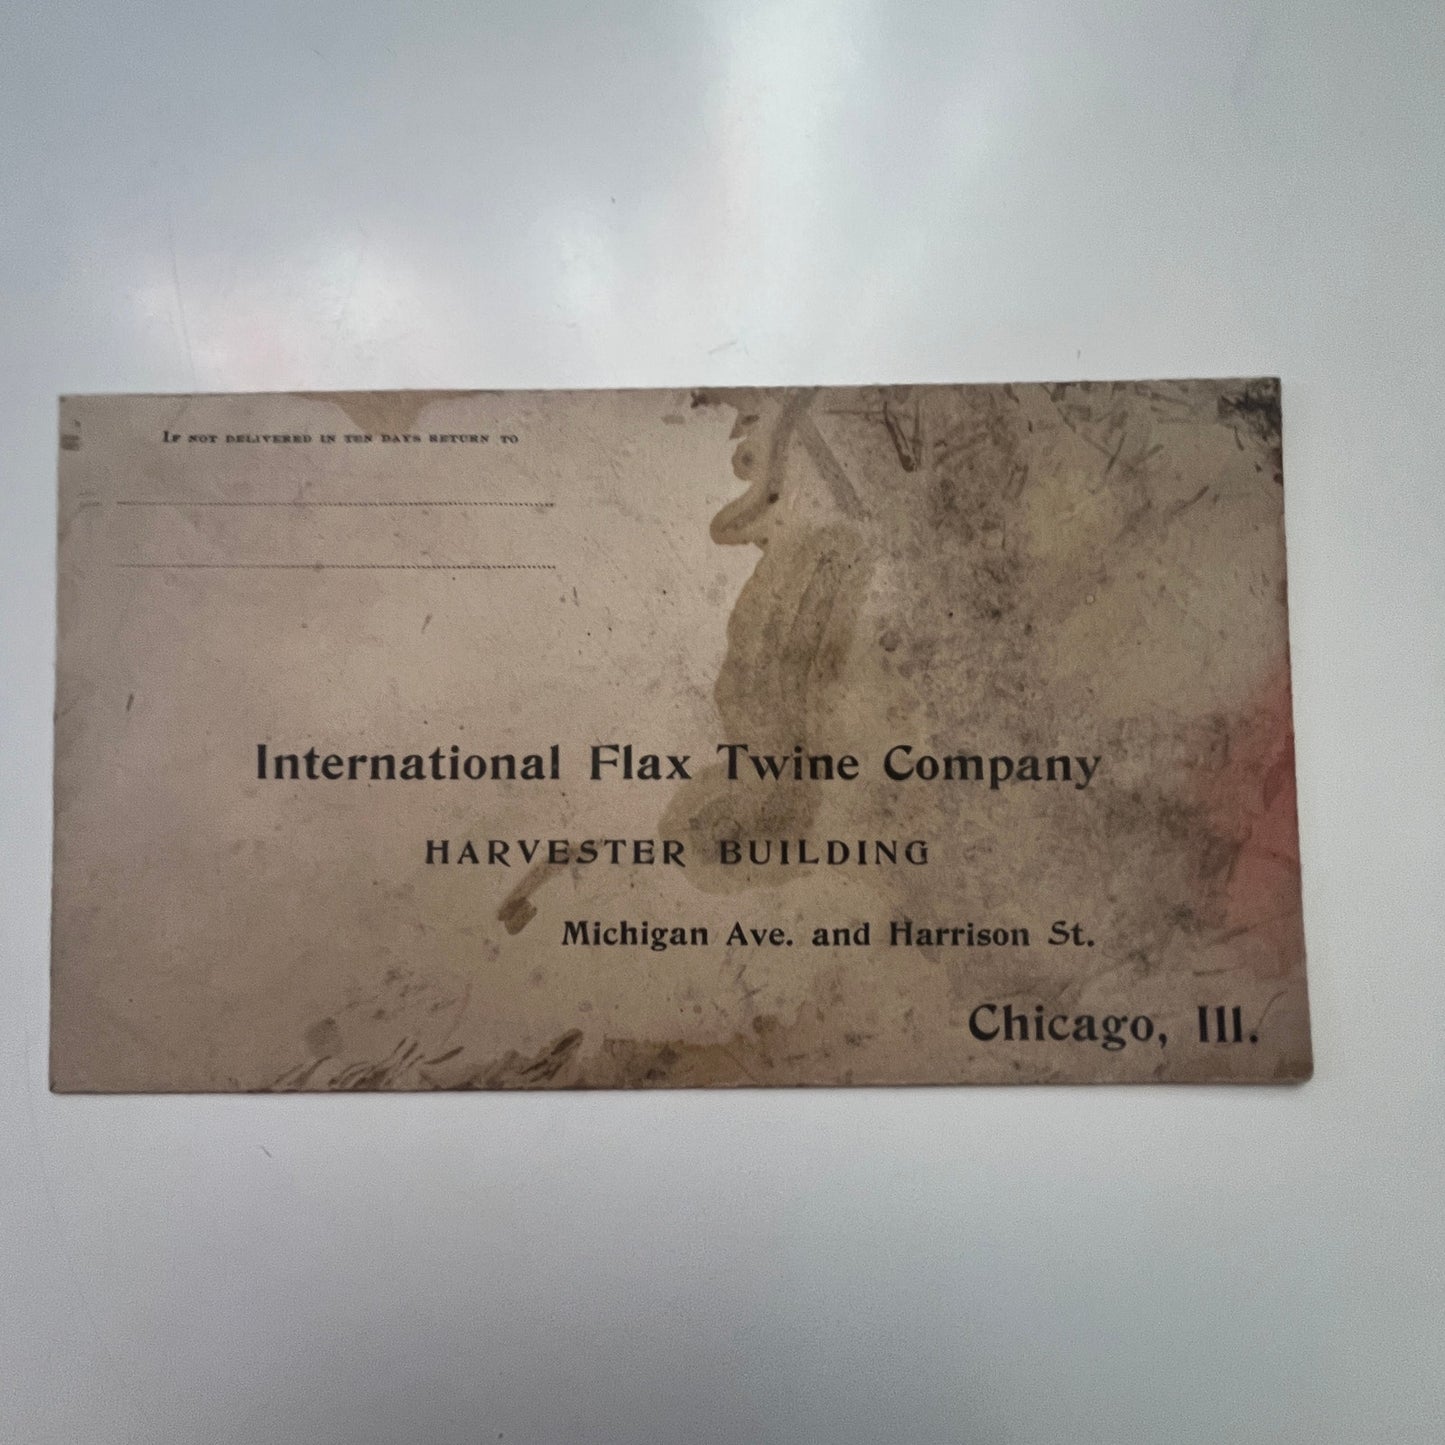 If not delivered in ten days return to
International Flax Twine Company
HARVESTER BUILDING
Michigan Ave. and Harrison St.
Chicago, Ill.